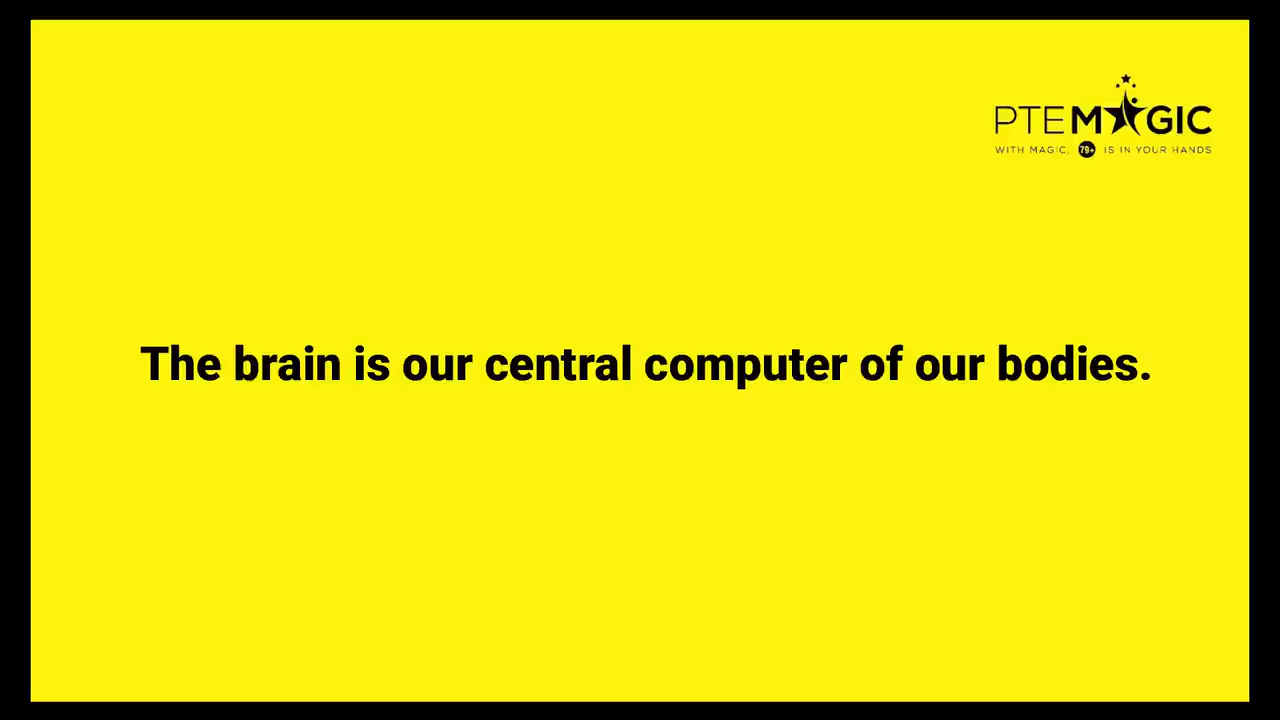 PTEMAGIC
WITH MAGIC, 79+ IS IN YOUR HANDS
The brain is our central computer of our bodies.